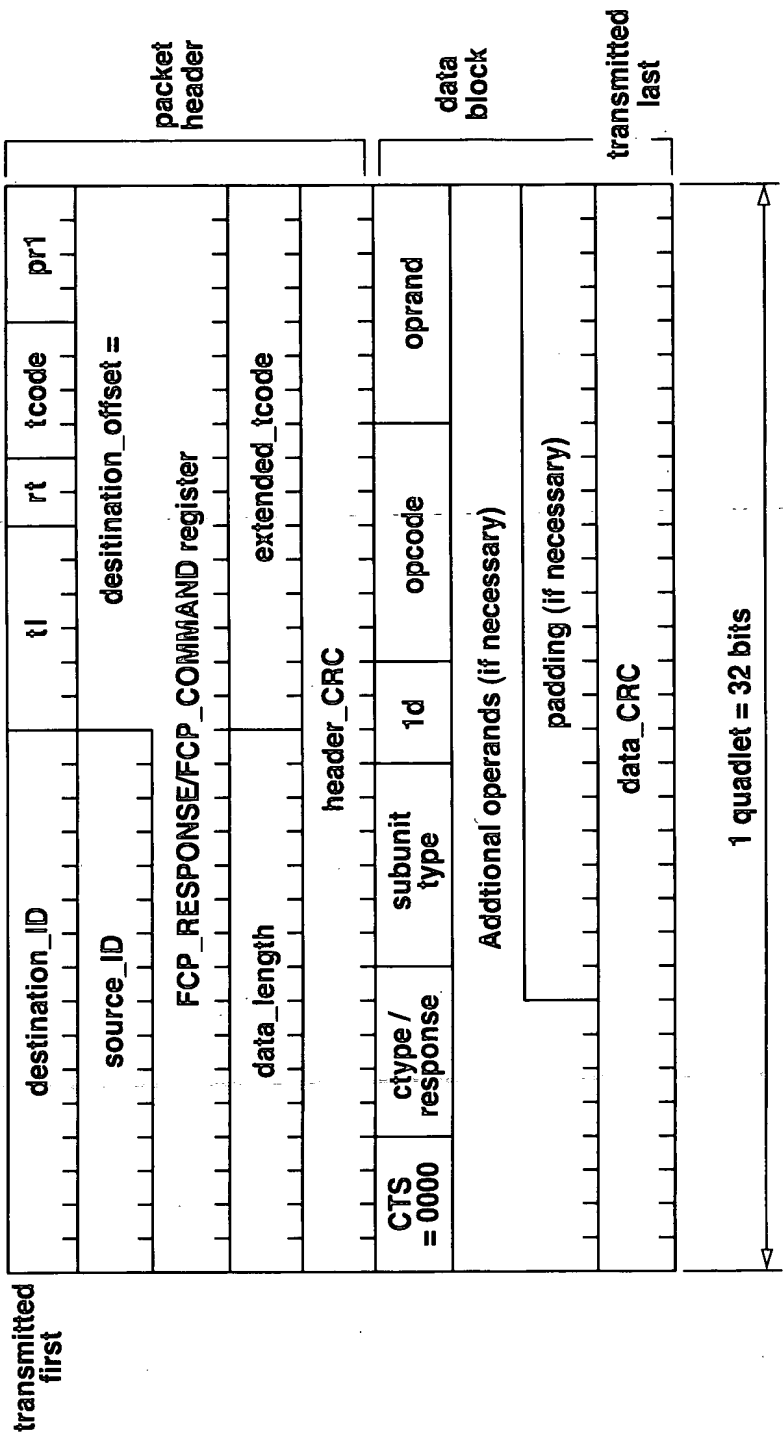 transmitted
first
destination_ID
tl
rt
tcode
pr1
source_ID
desitination_offset =
FCP_RESPONSE/FCP_COMMAND register
data_length
extended_tcode
header_CRC
packet
header
CTS
= 0000
ctype /
response
subunit
type
1d
opcode
oprand
Addtional operands (if necessary)
padding (if necessary)
data_CRC
data
block
transmitted
last
1 quadlet = 32 bits